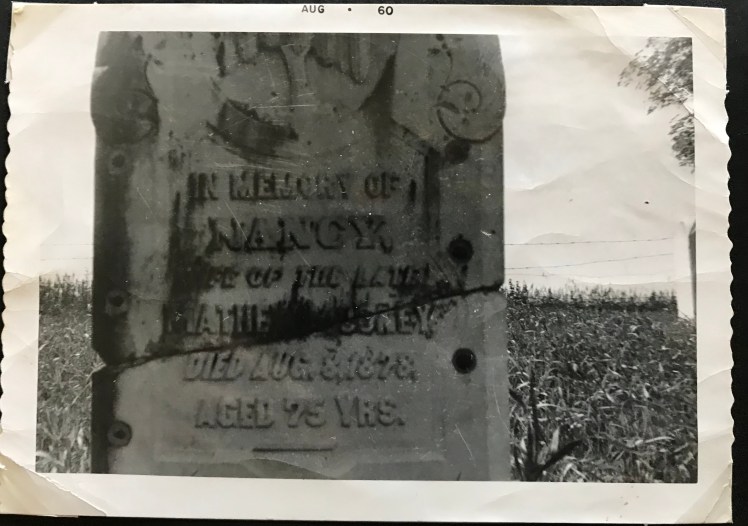 AUG • 60
IN MEMORY OF
NANCY,
WIFE OF THE LATE
DIED AUG. 8, 1878,
AGED 75 YRS.